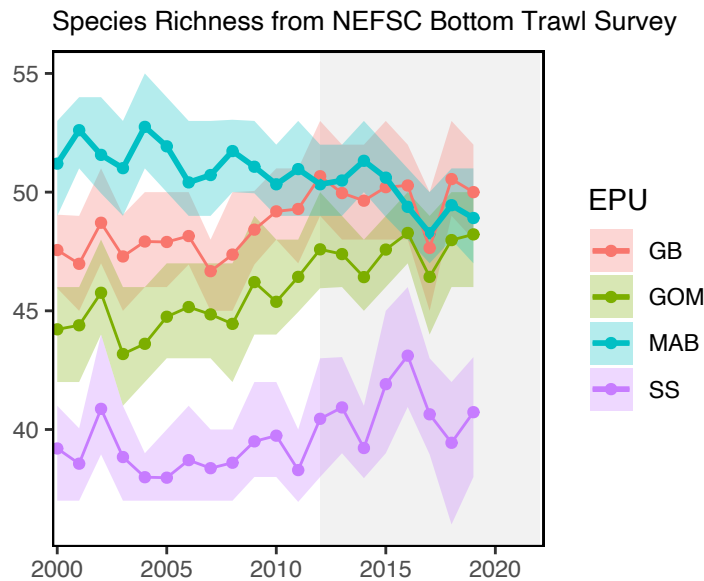 Species Richness from NEFSC Bottom Trawl Survey
55
50
45
40
2000
2005
2010
2015
2020
EPU
GB
GOM
MAB
SS